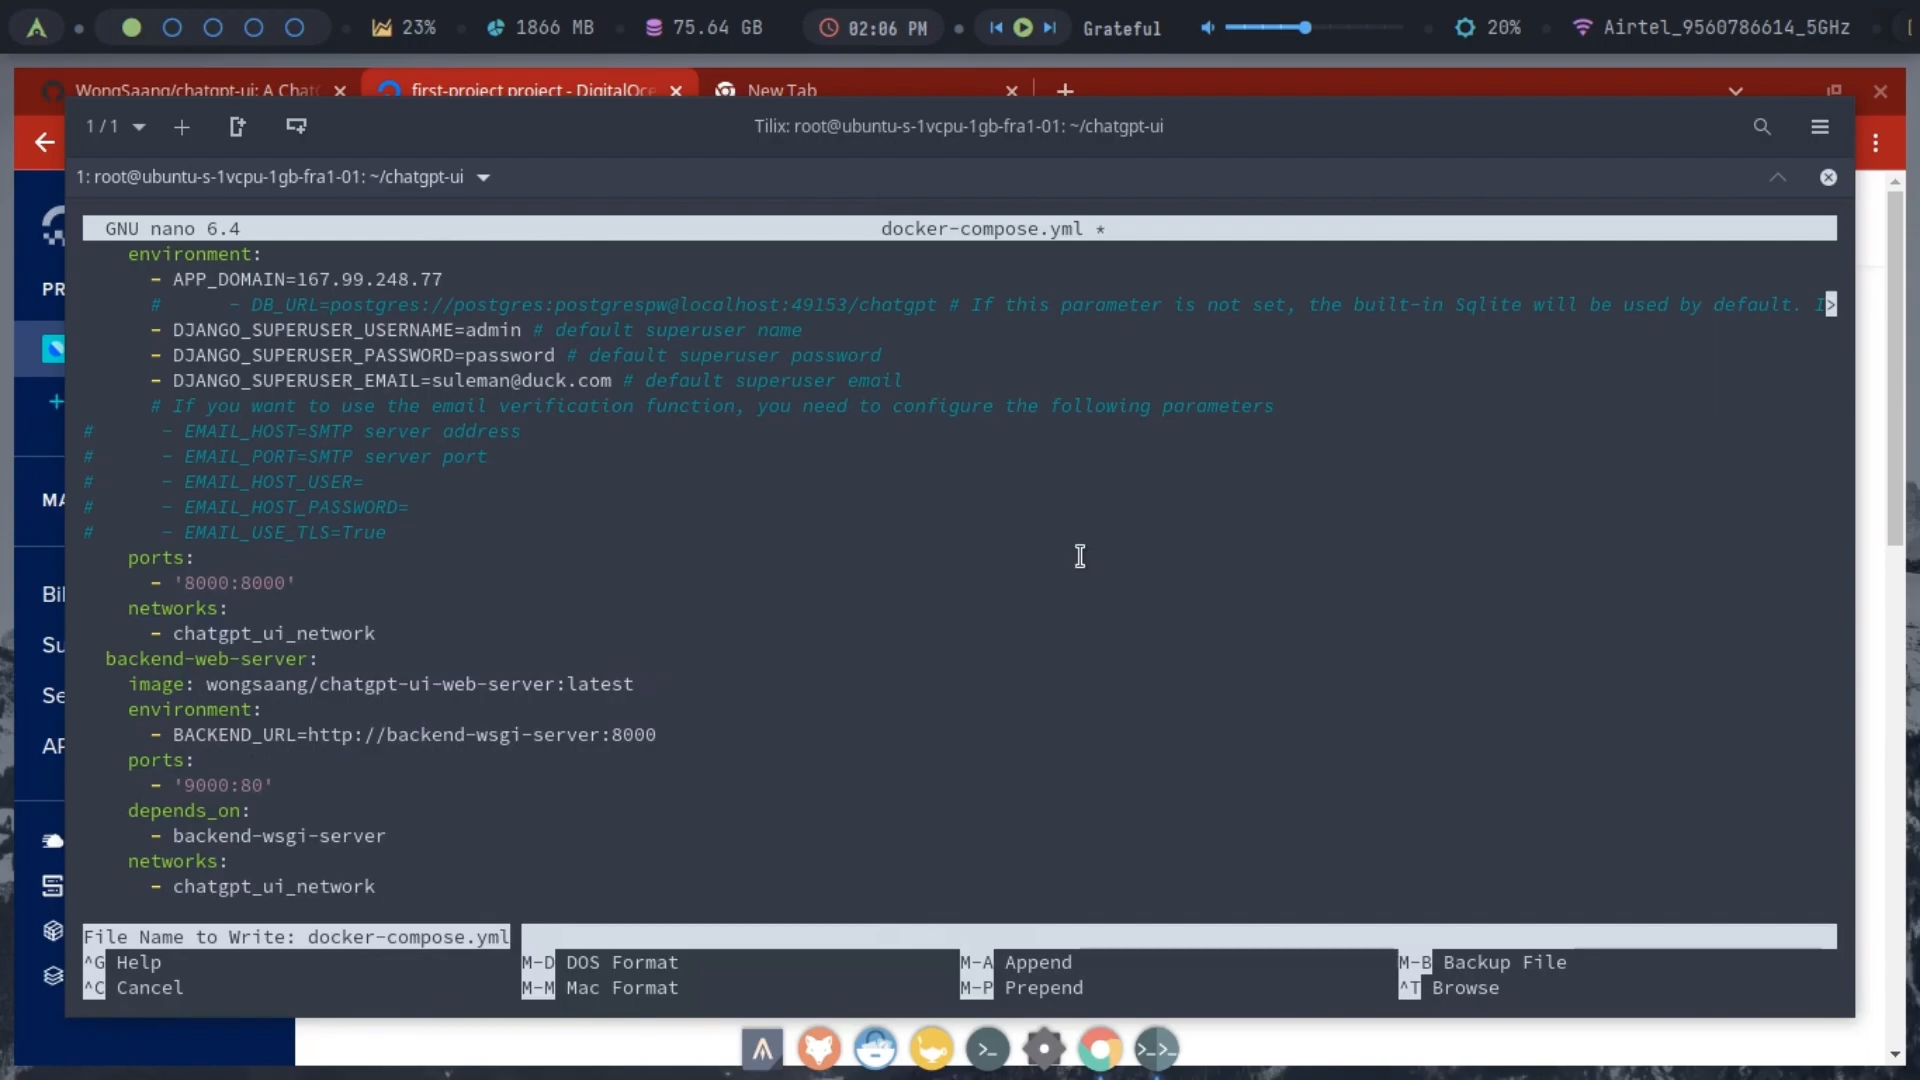 23%
1866 MB
75.64 GB
02:06 PM
Grateful
20%
Airtel_9560786614_5GHz
WongSaang/chatgpt-ui: A Chat
first-project project - DigitalOce
New Tab
1 / 1
Tilix: root@ubuntu-s-1vcpu-1gb-fra1-01: ~/chatgpt-ui
1: root@ubuntu-s-1vcpu-1gb-fra1-01: ~/chatgpt-ui
GNU nano 6.4 docker-compose.yml *
environment:
- APP_DOMAIN=167.99.248.77
# - DB_URL=postgres://postgres:postgrespw@localhost:49153/chatgpt # If this parameter is not set, the built-in Sqlite will be used by default. I>
- DJANGO_SUPERUSER_USERNAME=admin # default superuser name
- DJANGO_SUPERUSER_PASSWORD=password # default superuser password
- DJANGO_SUPERUSER_EMAIL=suleman@duck.com # default superuser email
# If you want to use the email verification function, you need to configure the following parameters
# - EMAIL_HOST=SMTP server address
# - EMAIL_PORT=SMTP server port
# - EMAIL_HOST_USER=
# - EMAIL_HOST_PASSWORD=
# - EMAIL_USE_TLS=True
ports:
- '8000:8000'
networks:
- chatgpt_ui_network
backend-web-server:
image: wongsaang/chatgpt-ui-web-server:latest
environment:
- BACKEND_URL=http://backend-wsgi-server:8000
ports:
- '9000:80'
depends_on:
- backend-wsgi-server
networks:
- chatgpt_ui_network
File Name to Write: docker-compose.yml
^G Help M-D DOS Format M-A Append M-B Backup File
^C Cancel M-M Mac Format M-P Prepend ^T Browse
PR
MA
Bil
Su
Se
AP